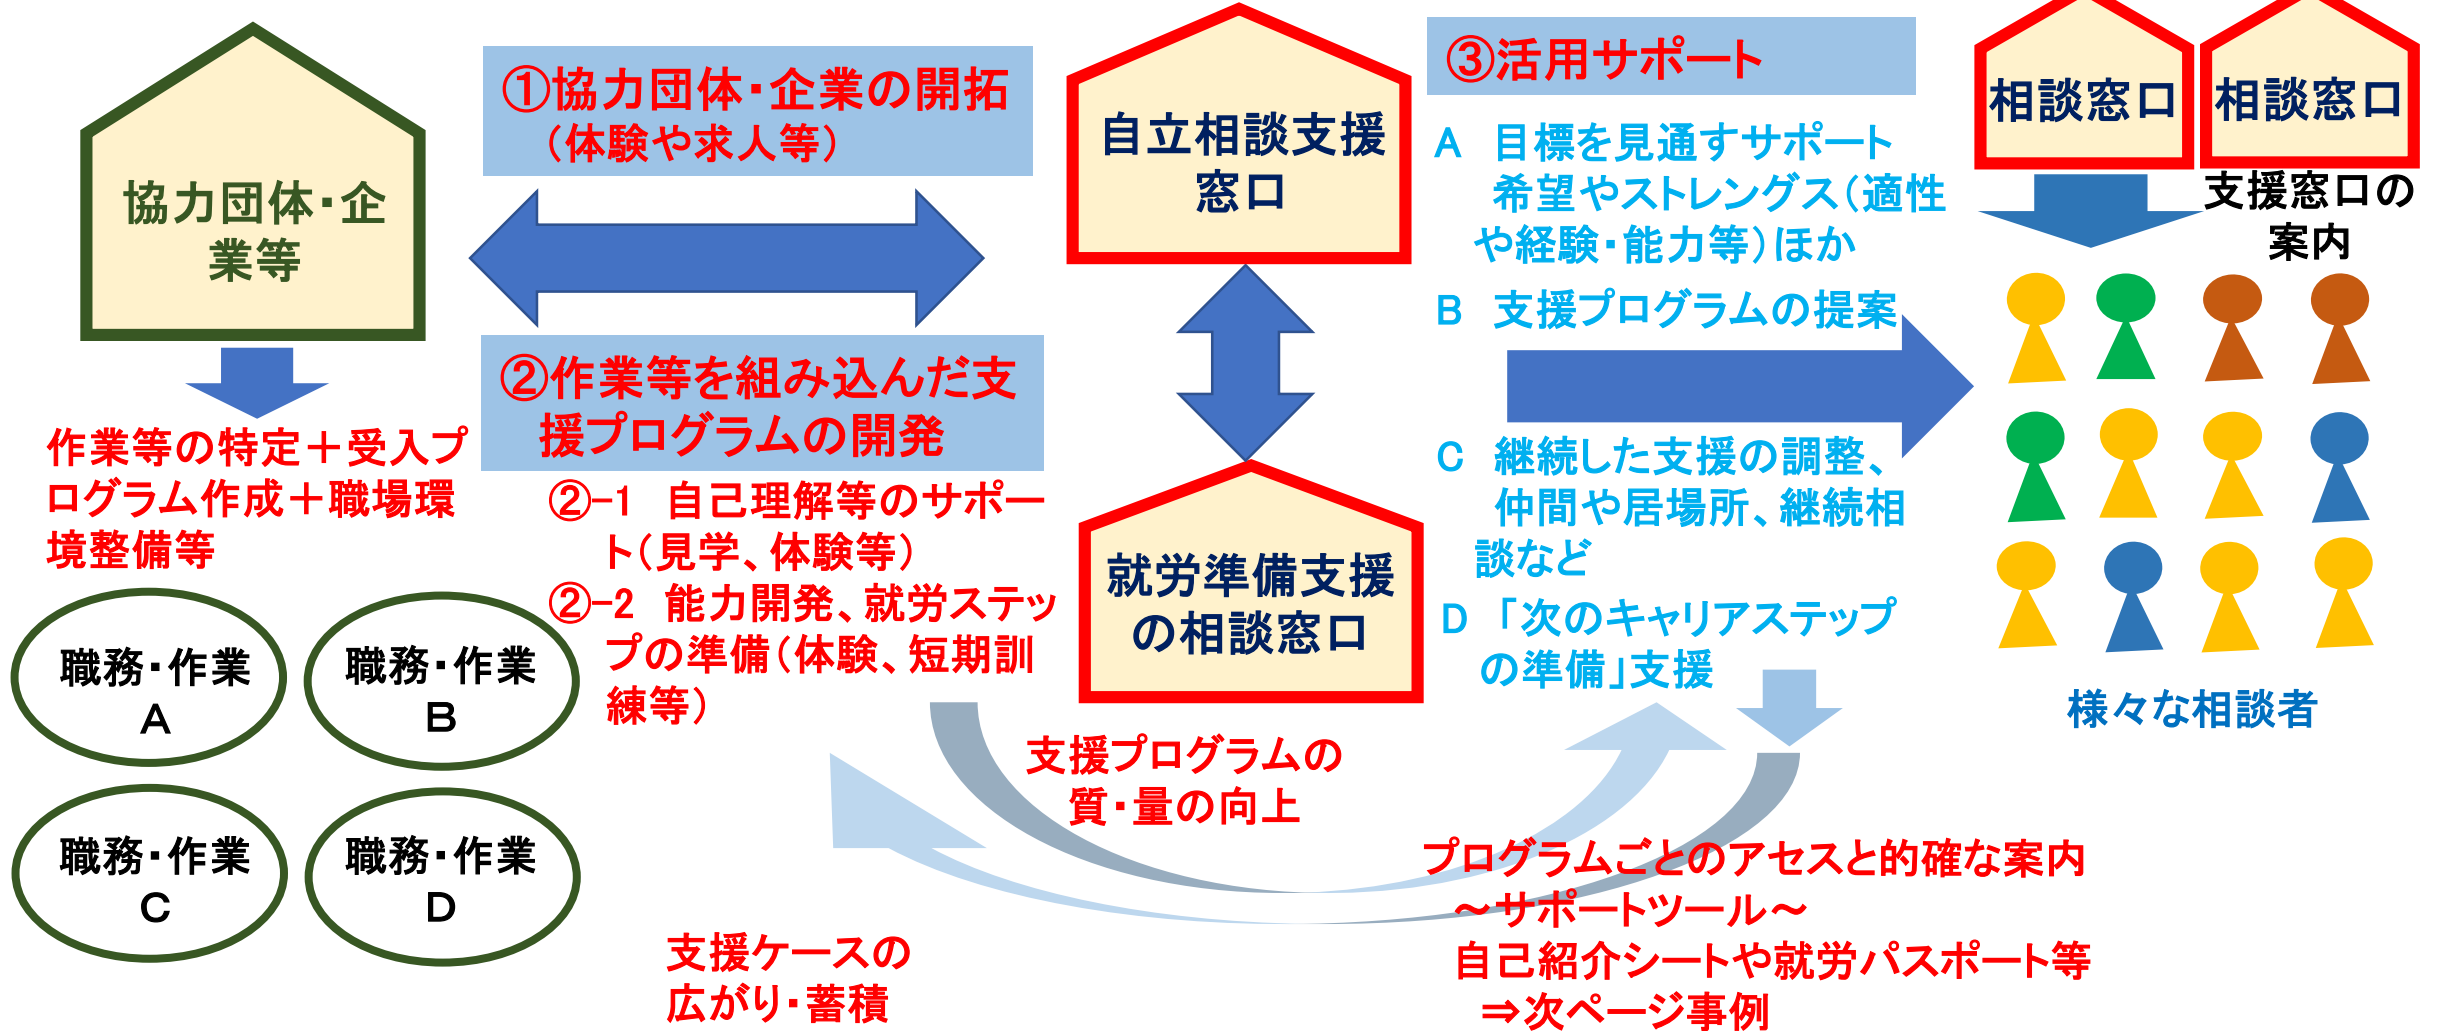 協力団体・企
業等
作業等の特定＋受入プ
ログラム作成＋職場環
境整備等
職務・作業
A
職務・作業
B
職務・作業
C
職務・作業
D
①協力団体・企業の開拓
（体験や求人等）
②作業等を組み込んだ支
援プログラムの開発
②-1　自己理解等のサポー
ト（見学、体験等）
②-2　能力開発、就労ステッ
プの準備（体験、短期訓
練等）
自立相談支援
窓口
就労準備支援
の相談窓口
支援プログラムの
質・量の向上
支援ケースの
広がり・蓄積
③活用サポート
A　目標を見通すサポート
希望やストレングス（適性
や経験・能力等）ほか
B　支援プログラムの提案
C　継続した支援の調整、
仲間や居場所、継続相
談など
D　「次のキャリアステップ
の準備」支援
プログラムごとのアセスと的確な案内
～サポートツール～
自己紹介シートや就労パスポート等
⇒次ページ事例
相談窓口
相談窓口
支援窓口の
案内
様々な相談者